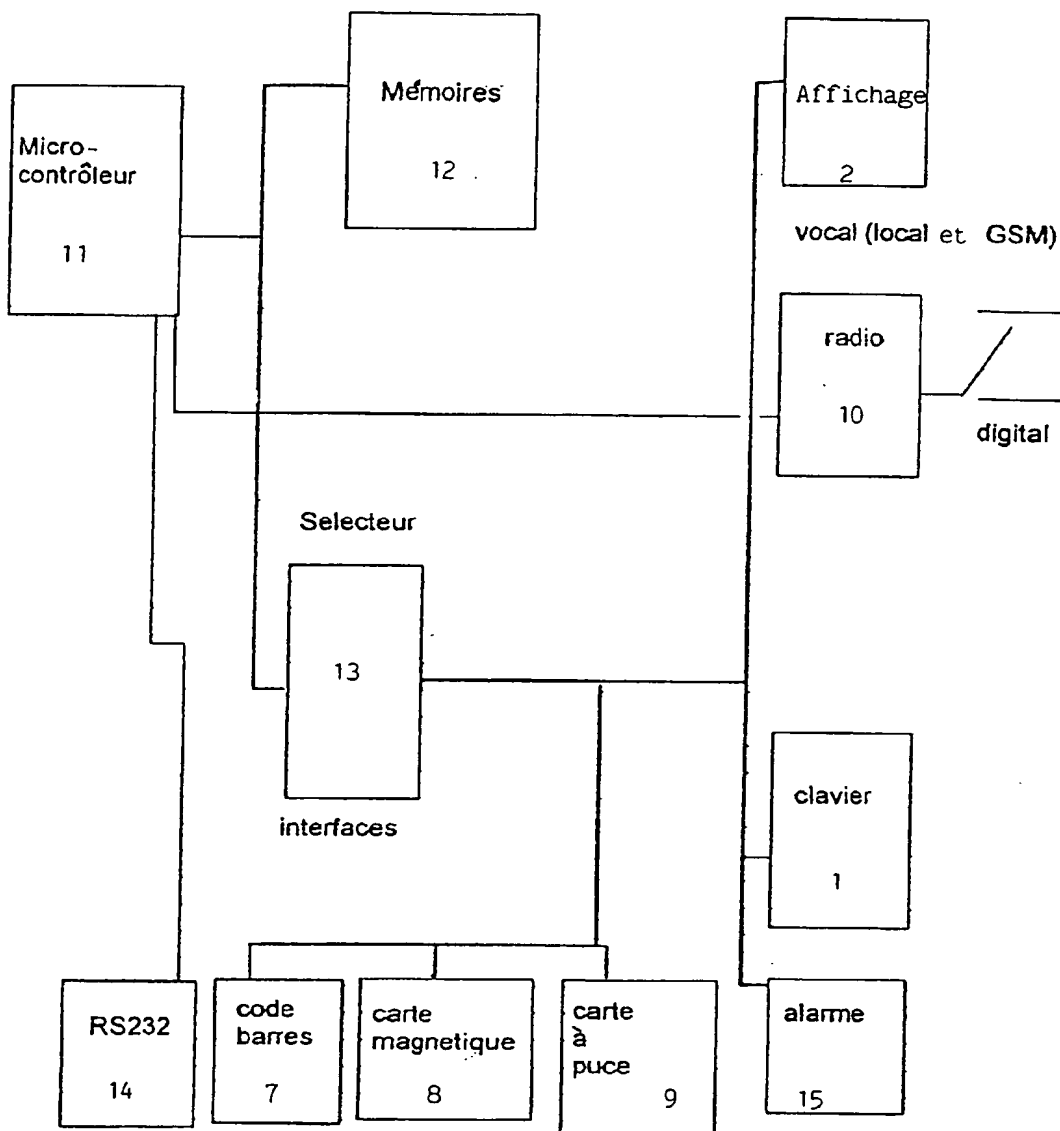 Micro-
contrôleur
11
Mémoires
12
Affichage
2
vocal (local et GSM)
radio
10
digital
Selecteur
13
interfaces
clavier
1
RS232
14
code
barres
7
carte
magnetique
8
carte
à
puce
9
alarme
15